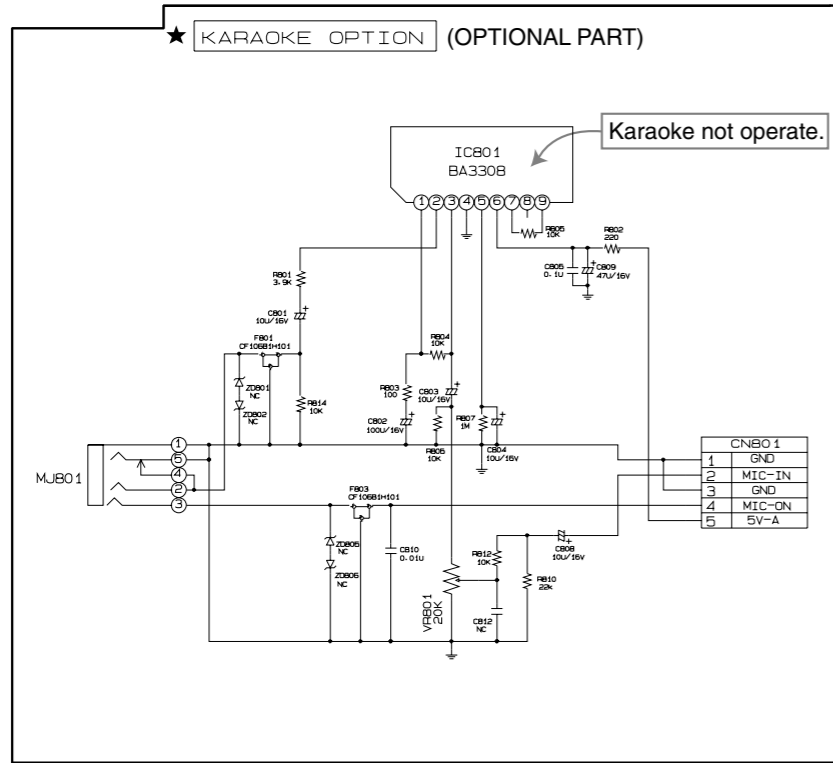 ★ KARAOKE OPTION (OPTIONAL PART)
Karaoke not operate.
IC801
BA3308
1 2 3 4 5 6 7 8 9
R805
10K
R802
220
C805
0.1U
C809
47U/16V
R801
3.9K
C801
10U/16V
F801
CF106B1H101
R804
10K
R803
100
C803
10U/16V
C802
100U/16V
R805
10K
R807
1M
C804
10U/16V
ZD801
NC
ZD802
NC
R814
10K
MJ801
1
5
4
2
3
CN801
1 GND
2 MIC-IN
3 GND
4 MIC-ON
5 5V-A
F803
CF106B1H101
ZD805
NC
ZD805
NC
C810
0.01U
VR801
20K
R812
10K
C808
10U/16V
R810
22k
C812
NC